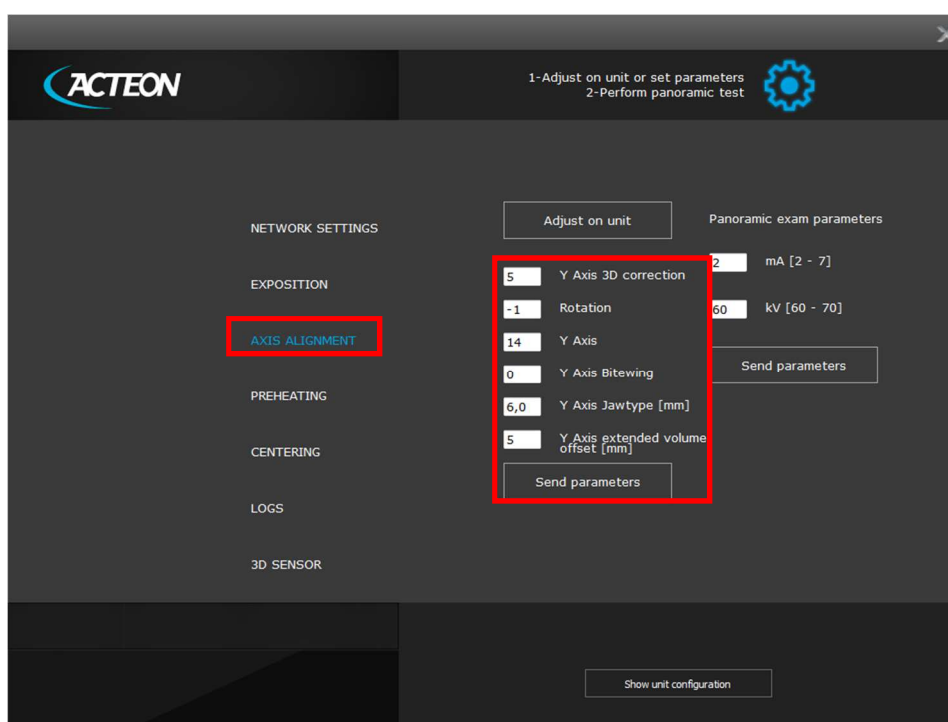 ACTEON
1-Adjust on unit or set parameters
2-Perform panoramic test
NETWORK SETTINGS
EXPOSITION
AXIS ALIGNMENT
PREHEATING
CENTERING
LOGS
3D SENSOR
Adjust on unit
5 Y Axis 3D correction
-1 Rotation
14 Y Axis
0 Y Axis Bitewing
6,0 Y Axis Jawtype [mm]
5 Y Axis extended volume
offset [mm]
Send parameters
Panoramic exam parameters
2 mA [2 - 7]
60 kV [60 - 70]
Send parameters
Show unit configuration